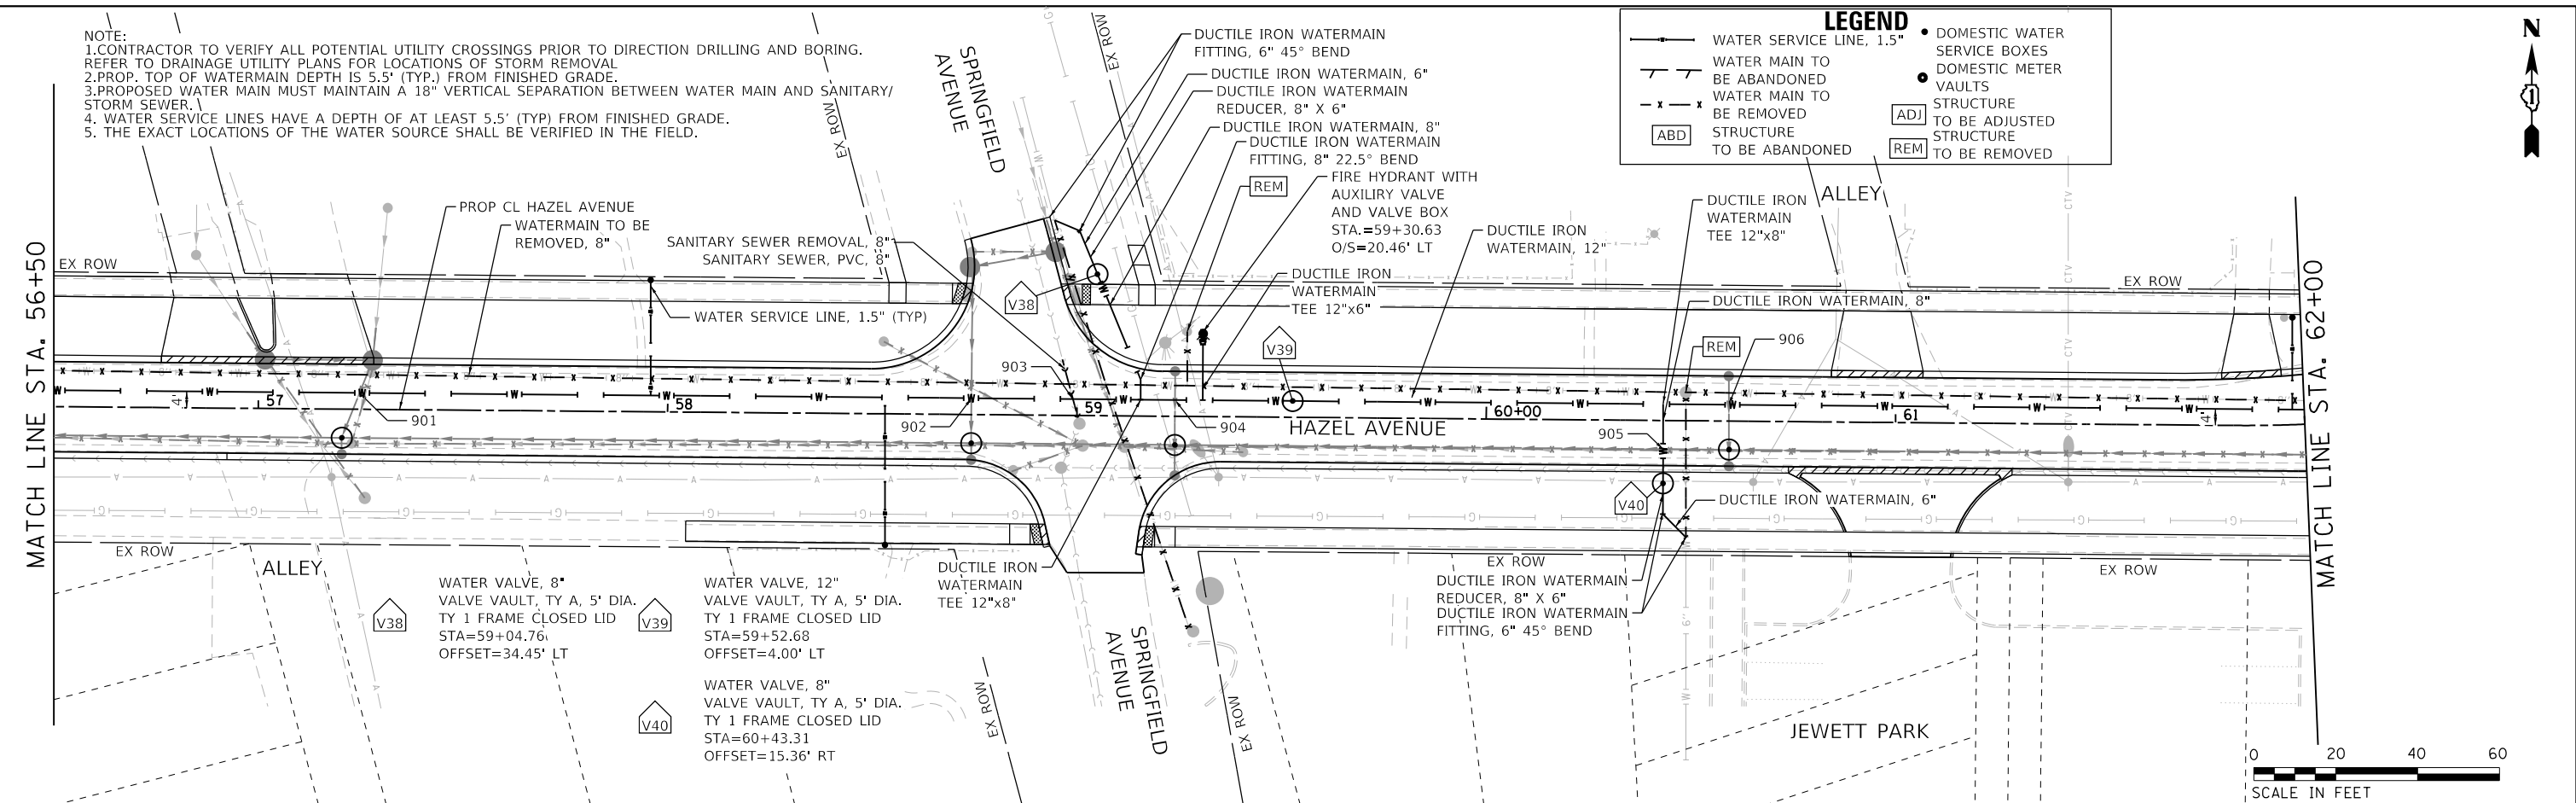 NOTE:
1.CONTRACTOR TO VERIFY ALL POTENTIAL UTILITY CROSSINGS PRIOR TO DIRECTION DRILLING AND BORING.
REFER TO DRAINAGE UTILITY PLANS FOR LOCATIONS OF STORM REMOVAL
2.PROP. TOP OF WATERMAIN DEPTH IS 5.5' (TYP.) FROM FINISHED GRADE.
3.PROPOSED WATER MAIN MUST MAINTAIN A 18" VERTICAL SEPARATION BETWEEN WATER MAIN AND SANITARY/
STORM SEWER.
4. WATER SERVICE LINES HAVE A DEPTH OF AT LEAST 5.5' (TYP) FROM FINISHED GRADE.
5. THE EXACT LOCATIONS OF THE WATER SOURCE SHALL BE VERIFIED IN THE FIELD.
LEGEND
WATER SERVICE LINE, 1.5"
WATER MAIN TO
BE ABANDONED
WATER MAIN TO
BE REMOVED
ABD
STRUCTURE
TO BE ABANDONED
DOMESTIC WATER
SERVICE BOXES
DOMESTIC METER
VAULTS
ADJ
STRUCTURE
TO BE ADJUSTED
REM
STRUCTURE
TO BE REMOVED
N
SPRINGFIELD
AVENUE
EX ROW
EX ROW
DUCTILE IRON WATERMAIN
FITTING, 6" 45° BEND
DUCTILE IRON WATERMAIN, 6"
DUCTILE IRON WATERMAIN
REDUCER, 8" X 6"
DUCTILE IRON WATERMAIN, 8"
DUCTILE IRON WATERMAIN
FITTING, 8" 22.5° BEND
REM
FIRE HYDRANT WITH
AUXILIRY VALVE
AND VALVE BOX
STA.=59+30.63
O/S=20.46' LT
DUCTILE IRON
WATERMAIN, 12"
DUCTILE IRON
WATERMAIN
TEE 12"x6"
DUCTILE IRON
WATERMAIN
TEE 12"x8"
ALLEY
PROP CL HAZEL AVENUE
WATERMAIN TO BE
REMOVED, 8"
SANITARY SEWER REMOVAL, 8"
SANITARY SEWER, PVC, 8"
WATER SERVICE LINE, 1.5" (TYP)
DUCTILE IRON WATERMAIN, 8"
EX ROW
EX ROW
MATCH LINE STA. 56+50
MATCH LINE STA. 62+00
V38
V39
REM
906
903
901
902
904
905
4'
57
58
59
60+00
61
4'
HAZEL AVENUE
V40
DUCTILE IRON WATERMAIN, 6"
EX ROW
ALLEY
DUCTILE IRON
WATERMAIN
TEE 12"x8"
EX ROW
EX ROW
DUCTILE IRON WATERMAIN
REDUCER, 8" X 6"
DUCTILE IRON WATERMAIN
FITTING, 6" 45° BEND
V38
WATER VALVE, 8"
VALVE VAULT, TY A, 5' DIA.
TY 1 FRAME CLOSED LID
STA=59+04.76
OFFSET=34.45' LT
V39
WATER VALVE, 12"
VALVE VAULT, TY A, 5' DIA.
TY 1 FRAME CLOSED LID
STA=59+52.68
OFFSET=4.00' LT
V40
WATER VALVE, 8"
VALVE VAULT, TY A, 5' DIA.
TY 1 FRAME CLOSED LID
STA=60+43.31
OFFSET=15.36' RT
SPRINGFIELD
AVENUE
EX ROW
EX ROW
JEWETT PARK
0 20 40 60
SCALE IN FEET